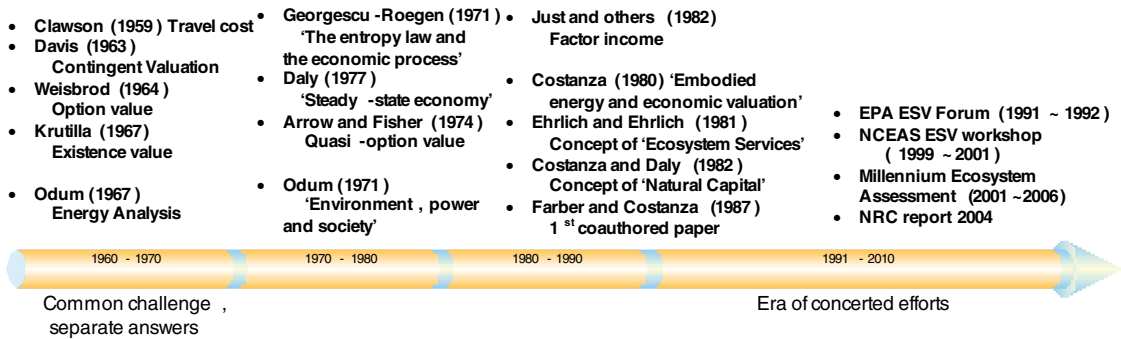 • Clawson (1959) Travel cost
• Davis (1963)
Contingent Valuation
• Weisbrod (1964)
Option value
• Krutilla (1967)
Existence value
• Odum (1967)
Energy Analysis
• Georgescu -Roegen (1971)
‘The entropy law and
the economic process’
• Daly (1977)
‘Steady -state economy’
• Arrow and Fisher (1974)
Quasi -option value
• Odum (1971)
‘Environment , power
and society’
• Just and others (1982)
Factor income
• Costanza (1980) ‘Embodied
energy and economic valuation’
• Ehrlich and Ehrlich (1981)
Concept of ‘Ecosystem Services’
• Costanza and Daly (1982)
Concept of ‘Natural Capital’
• Farber and Costanza (1987)
1 st coauthored paper
• EPA ESV Forum (1991 ~ 1992)
• NCEAS ESV workshop
( 1999 ~2001)
• Millennium Ecosystem
Assessment (2001 ~2006)
• NRC report 2004
1960 - 1970
1970 - 1980
1980 - 1990
1991 - 2010
Common challenge ,
separate answers
Era of concerted efforts